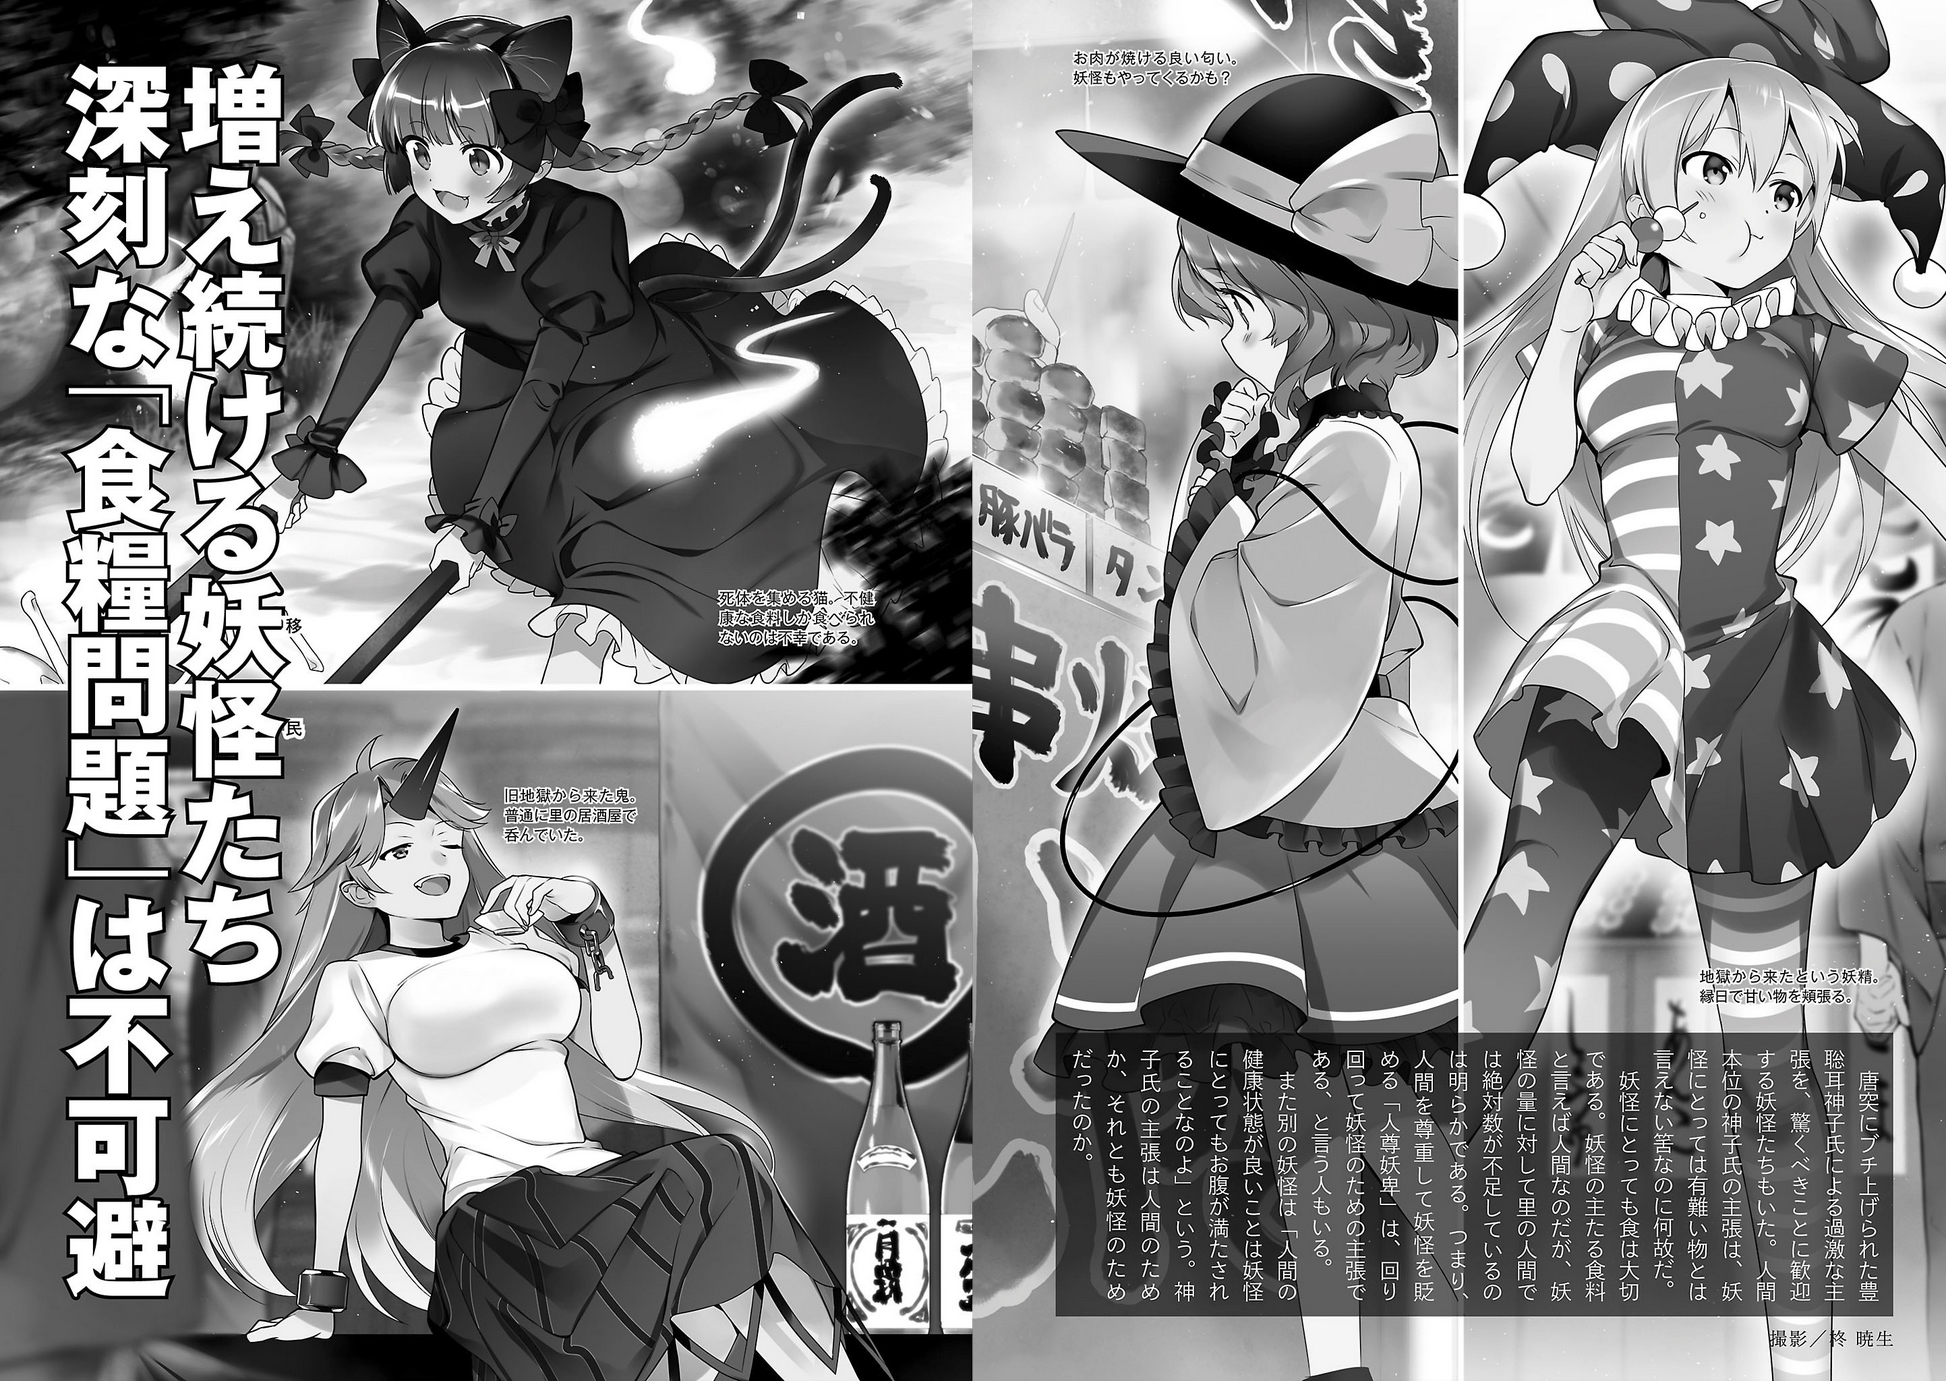 お肉が焼ける良い匂い。
妖怪もやってくるかも？
地獄から来たという妖精。
縁日で甘い物を頬張る。
豚バラ
タン
串
唐突にブチ上げられた豊
聡耳神子氏による過激な主
張を、驚くべきことに歓迎
する妖怪たちもいた。人間
本位の神子氏の主張は、妖
怪にとっては有難い物とは
言えない筈なのに何故だ。
妖怪にとっても食は大切
である。妖怪の主たる食料
と言えば人間なのだが、妖
怪の量に対して里の人間で
は絶対数が不足しているの
は明らかである。つまり、
人間を尊重して妖怪を貶
める「人尊妖卑」は、回り
回って妖怪のための主張で
ある、と言う人もいる。
また別の妖怪は「人間の
健康状態が良いことは妖怪
にとってもお腹が満たされ
ることなのよ」という。神
子氏の主張は人間のため
か、それとも妖怪のため
だったのか。
撮影／柊 暁生
増え続ける妖怪たち
深刻な「食糧問題」は不可避
移
民
死体を集める猫。不健
康な食料しか食べられ
ないのは不幸である。
旧地獄から来た鬼。
普通に里の居酒屋で
呑んでいた。
酒